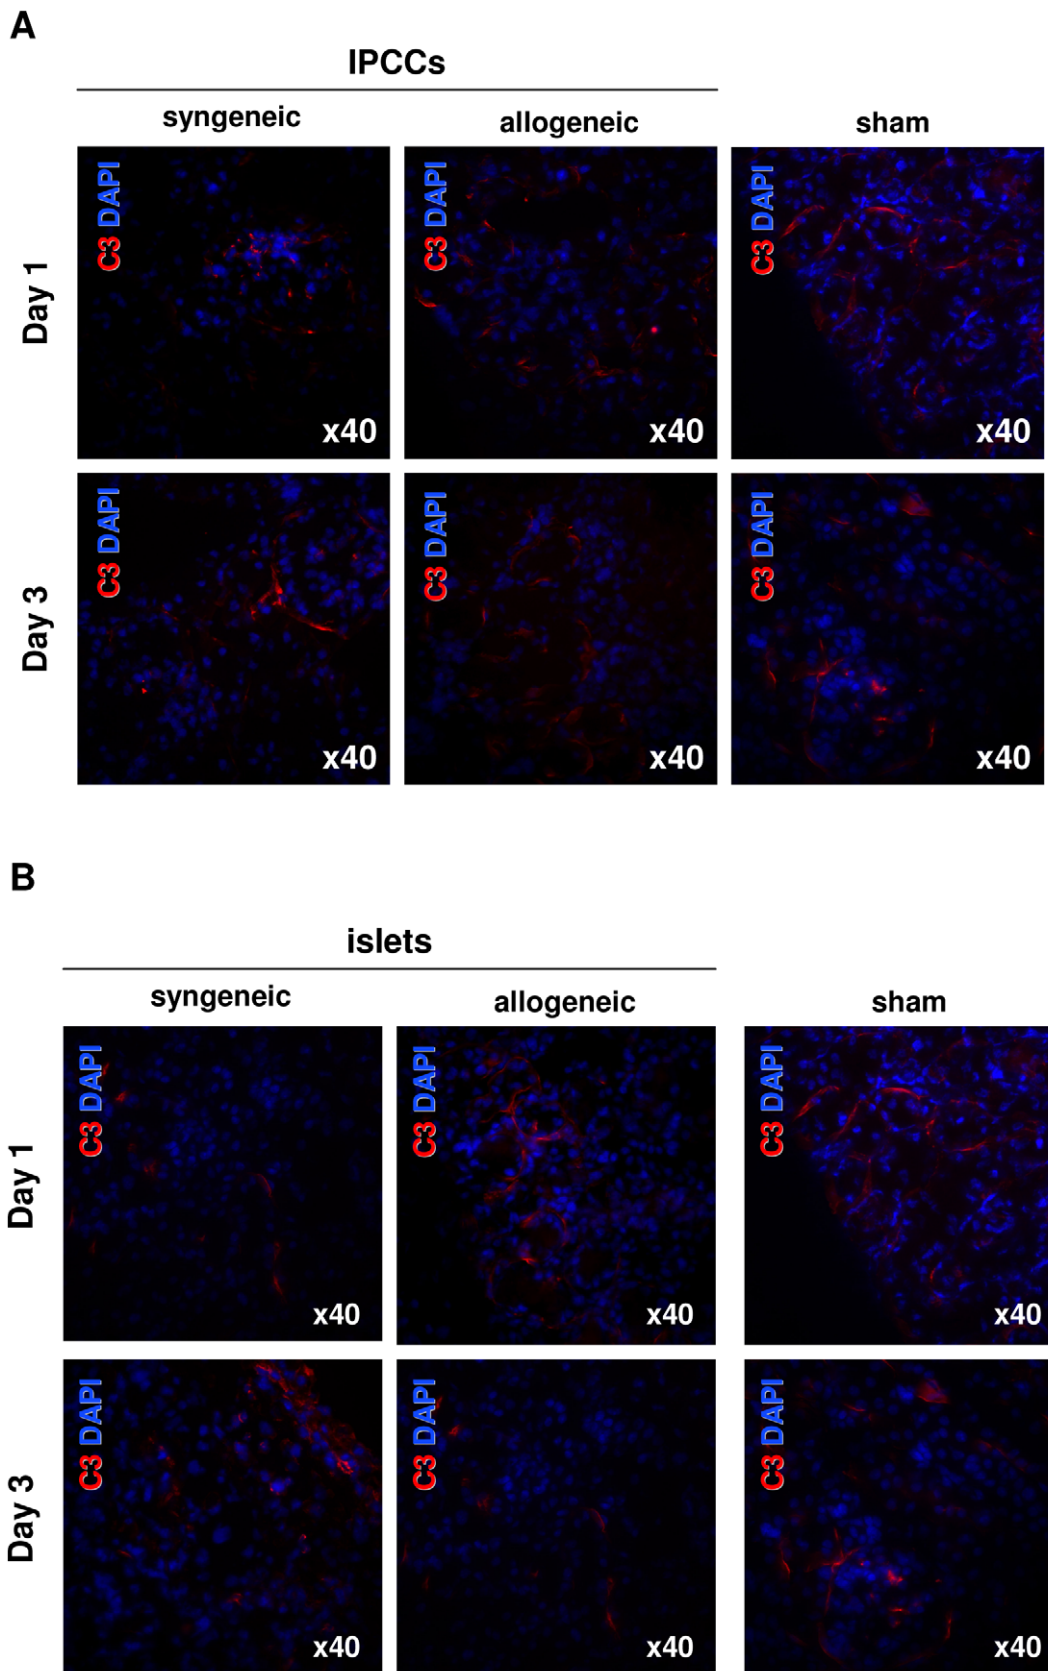 A
IPCCs
syngeneic allogeneic sham
Day 1
C3 DAPI C3 DAPI C3 DAPI
x40 x40 x40
Day 3
C3 DAPI C3 DAPI C3 DAPI
x40 x40 x40
B
islets
syngeneic allogeneic sham
Day 1
C3 DAPI C3 DAPI C3 DAPI
x40 x40 x40
Day 3
C3 DAPI C3 DAPI C3 DAPI
x40 x40 x40